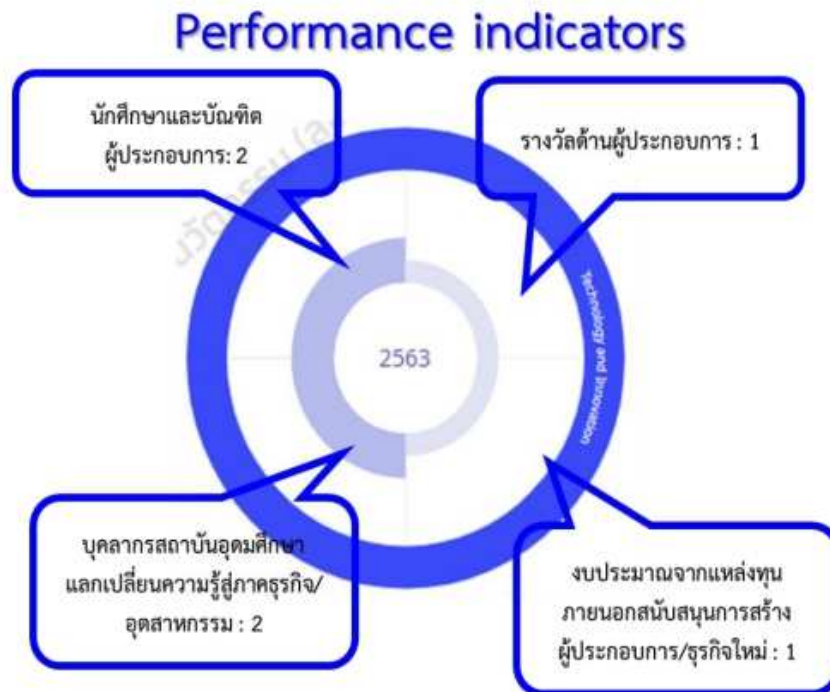 Performance indicators
นักศึกษาและบัณฑิต
ผู้ประกอบการ: 2
รางวัลด้านผู้ประกอบการ : 1
Technology and Innovation
2563
บุคลากรสถาบันอุดมศึกษา
แลกเปลี่ยนความรู้สู่ภาคธุรกิจ/
อุตสาหกรรม : 2
งบประมาณจากแหล่งทุน
ภายนอกสนับสนุนการสร้าง
ผู้ประกอบการ/ธุรกิจใหม่ : 1